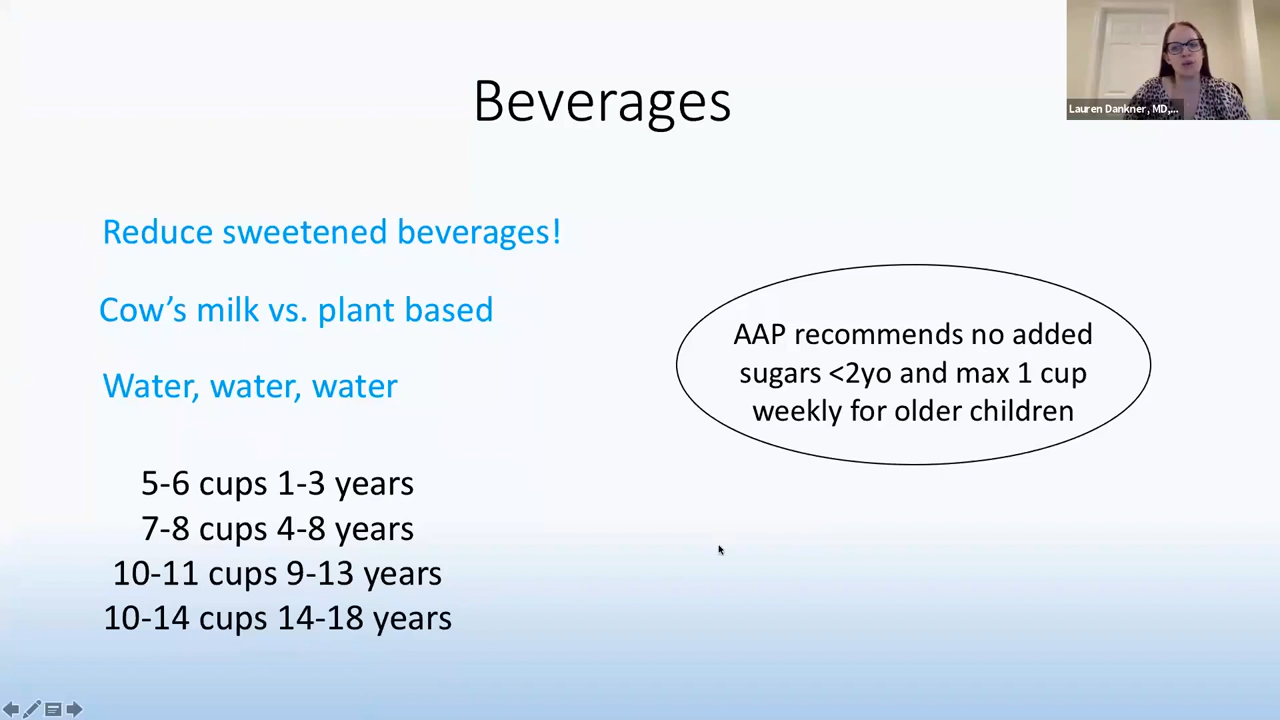 Beverages
Lauren Dankner, MD,...
Reduce sweetened beverages!
Cow’s milk vs. plant based
Water, water, water
5-6 cups 1-3 years
7-8 cups 4-8 years
10-11 cups 9-13 years
10-14 cups 14-18 years
AAP recommends no added
sugars <2yo and max 1 cup
weekly for older children